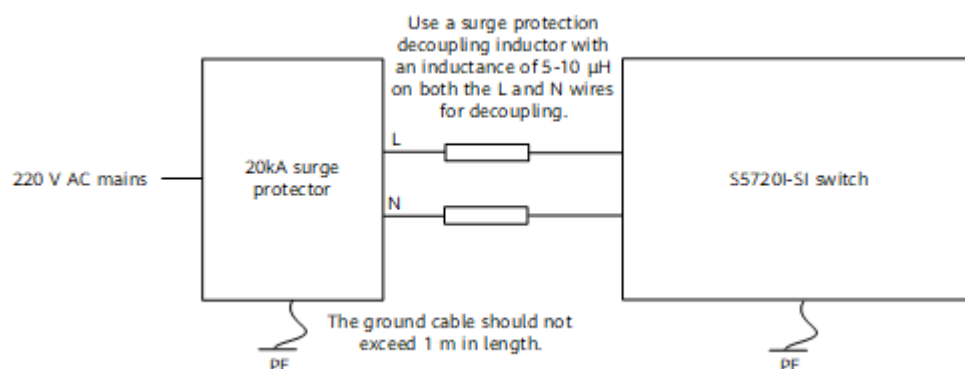 Use a surge protection
decoupling inductor with
an inductance of 5-10 μH
on both the L and N wires
for decoupling.
L
220 V AC mains
20kA surge
protector
S5720I-SI switch
N
The ground cable should not
exceed 1 m in length.
PE
PE